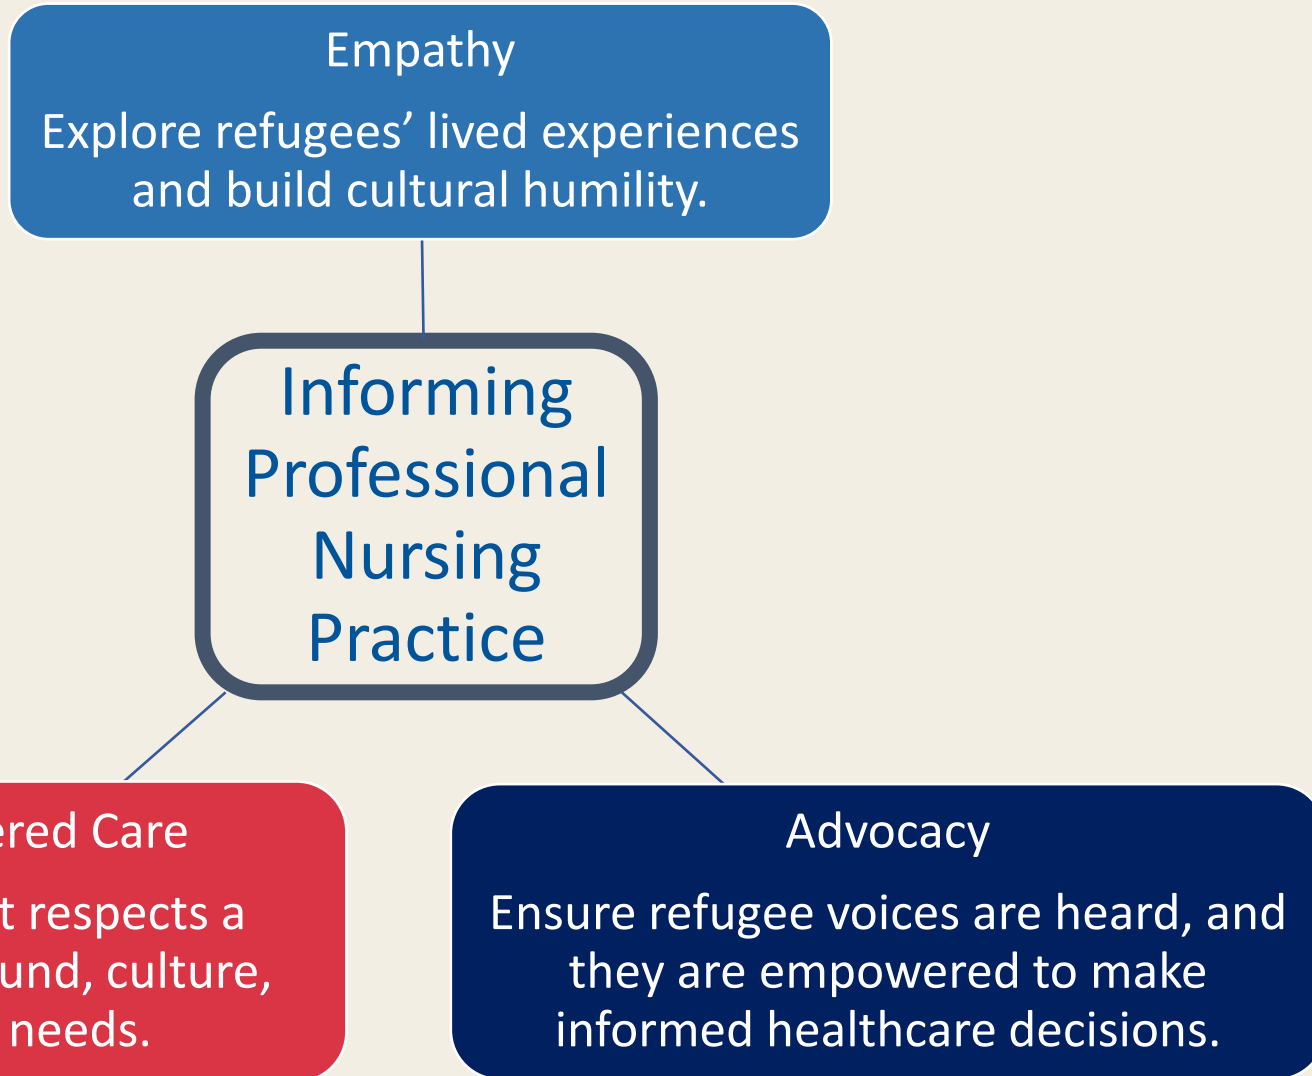 Empathy
Explore refugees’ lived experiences
and build cultural humility.
Informing
Professional
Nursing
Practice
ered Care
t respects a
und, culture,
needs.
Advocacy
Ensure refugee voices are heard, and
they are empowered to make
informed healthcare decisions.